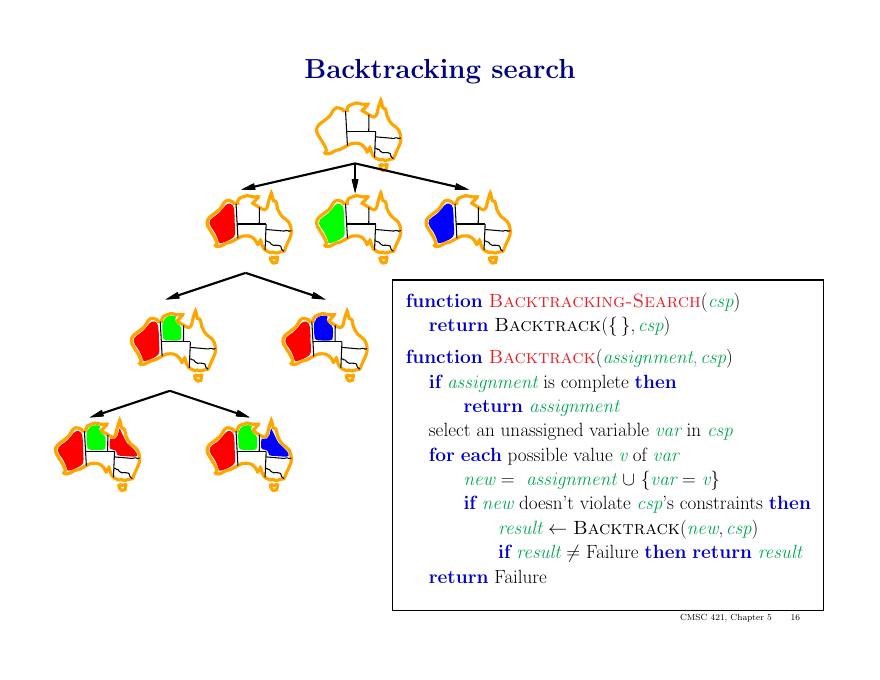 Backtracking search
function Backtracking-Search(csp)
return Backtrack({ }, csp)
function Backtrack(assignment, csp)
if assignment is complete then
return assignment
select an unassigned variable var in csp
for each possible value v of var
new = assignment ∪ {var = v}
if new doesn't violate csp's constraints then
result ← Backtrack(new, csp)
if result ≠ Failure then return result
return Failure
CMSC 421, Chapter 5 16